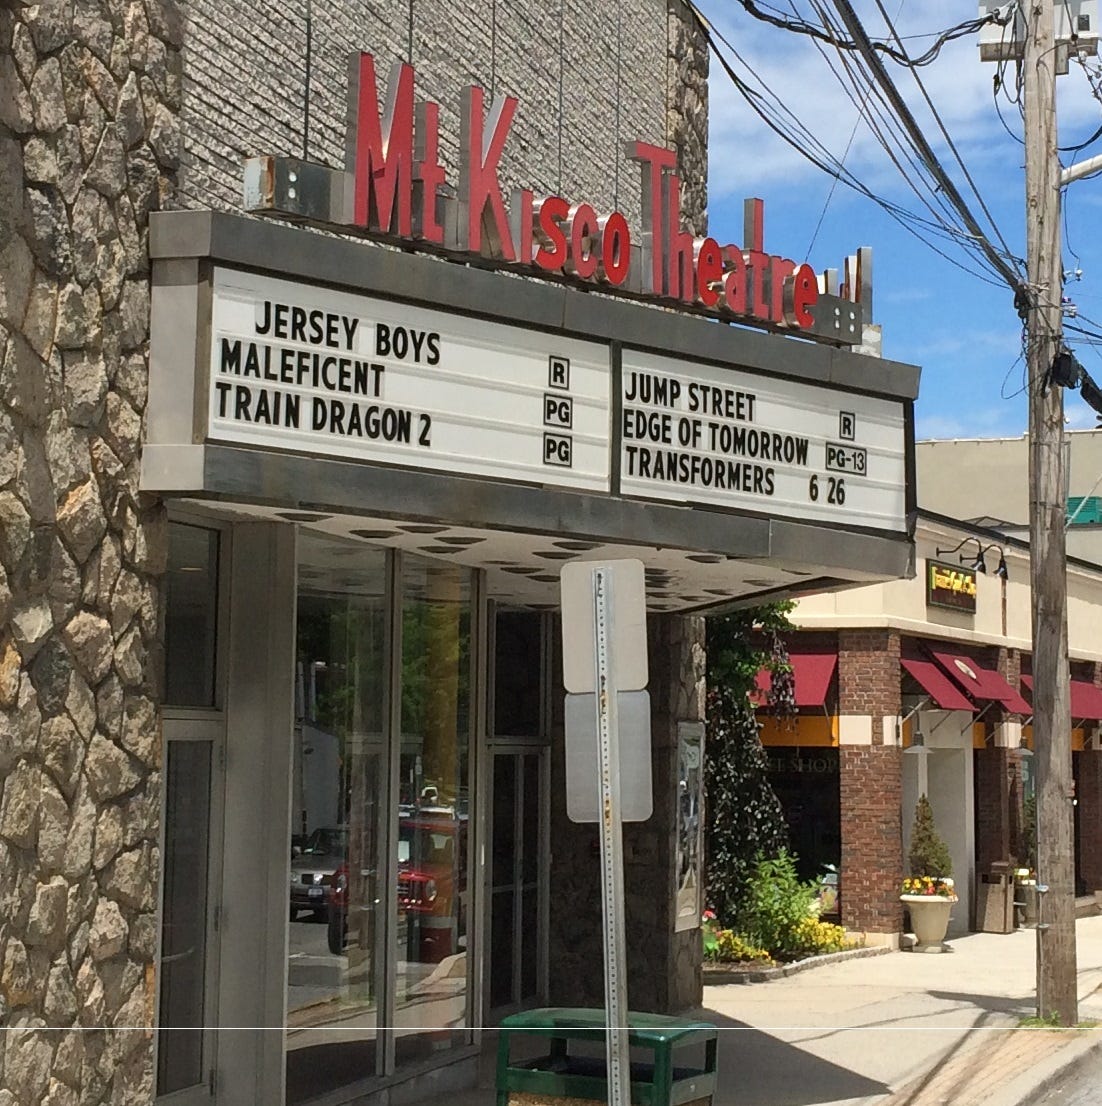 Mt Kisco Theatre
JERSEY BOYS R
MALEFICENT PG
TRAIN DRAGON 2 PG
JUMP STREET R
EDGE OF TOMORROW PG-13
TRANSFORMERS 6 26
SHOP